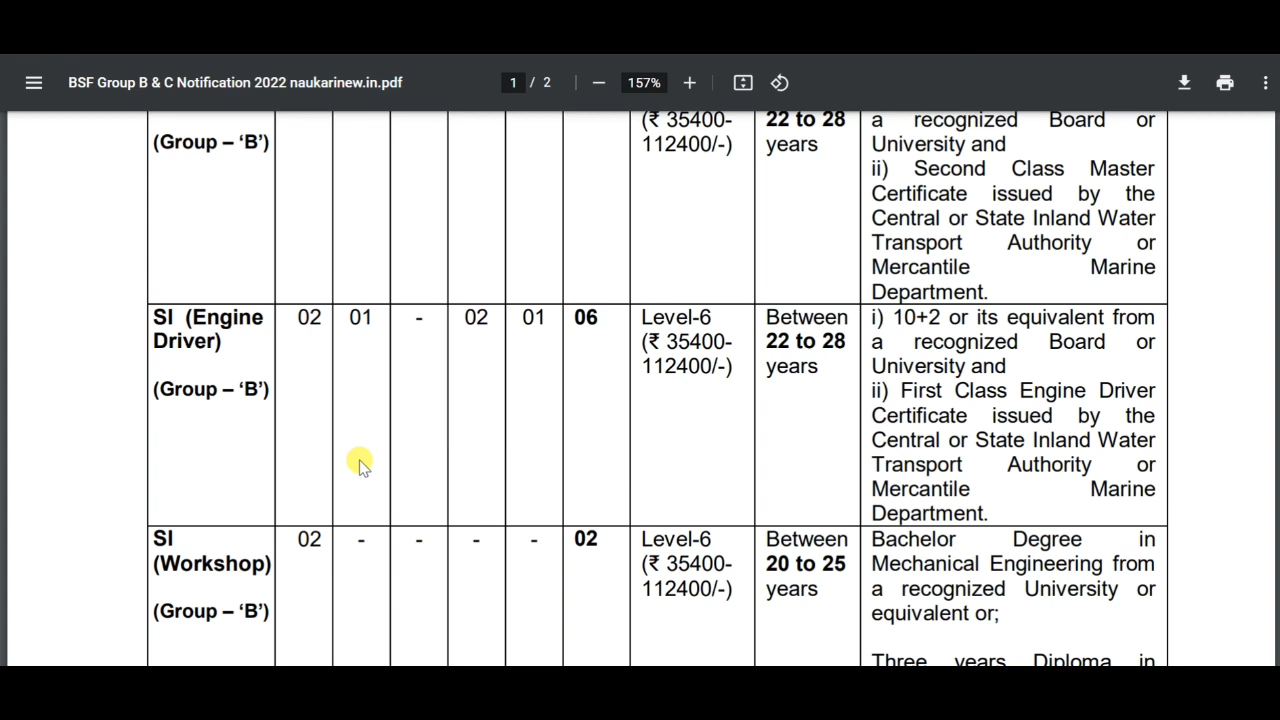 BSF Group B & C Notification 2022 naukarinew.in.pdf 1 / 2 157%
(Group – ‘B’) (₹ 35400-112400/-) 22 to 28 years
a recognized Board or
University and
ii) Second Class Master
Certificate issued by the
Central or State Inland Water
Transport Authority or
Mercantile Marine
Department.
SI (Engine Driver) 02 01 - 02 01 06 Level-6 Between i) 10+2 or its equivalent from
(₹ 35400- 22 to 28 a recognized Board or
(Group – ‘B’) 112400/-) years University and
ii) First Class Engine Driver
Certificate issued by the
Central or State Inland Water
Transport Authority or
Mercantile Marine
Department.
SI 02 - - - - 02 Level-6 Between Bachelor Degree in
(Workshop) (₹ 35400- 20 to 25 Mechanical Engineering from
112400/-) years a recognized University or
(Group – ‘B’) equivalent or;
Three years Diploma in